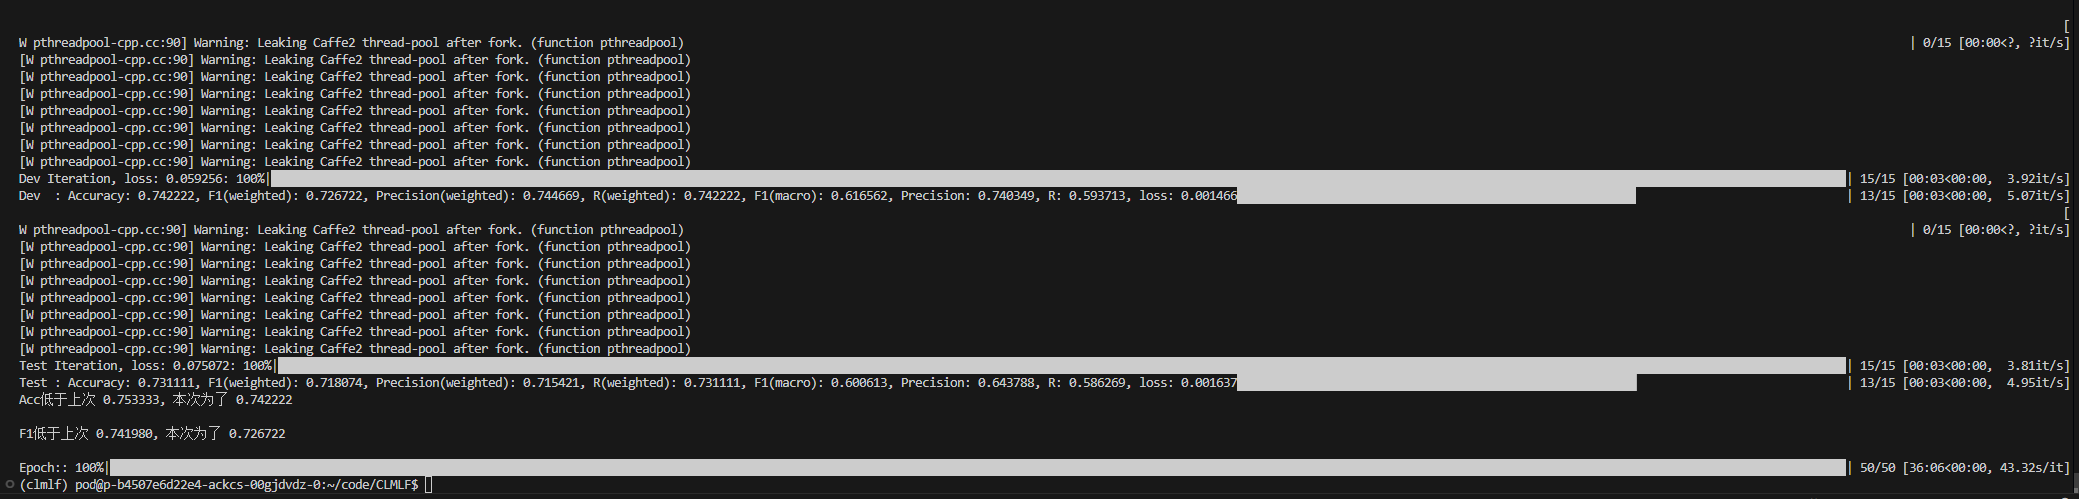 [
W pthreadpool-cpp.cc:90] Warning: Leaking Caffe2 thread-pool after fork. (function pthreadpool) | 0/15 [00:00<?, ?it/s]
[W pthreadpool-cpp.cc:90] Warning: Leaking Caffe2 thread-pool after fork. (function pthreadpool)
[W pthreadpool-cpp.cc:90] Warning: Leaking Caffe2 thread-pool after fork. (function pthreadpool)
[W pthreadpool-cpp.cc:90] Warning: Leaking Caffe2 thread-pool after fork. (function pthreadpool)
[W pthreadpool-cpp.cc:90] Warning: Leaking Caffe2 thread-pool after fork. (function pthreadpool)
[W pthreadpool-cpp.cc:90] Warning: Leaking Caffe2 thread-pool after fork. (function pthreadpool)
[W pthreadpool-cpp.cc:90] Warning: Leaking Caffe2 thread-pool after fork. (function pthreadpool)
[W pthreadpool-cpp.cc:90] Warning: Leaking Caffe2 thread-pool after fork. (function pthreadpool)
Dev Iteration, loss: 0.059256: 100%| | 15/15 [00:03<00:00, 3.92it/s]
Dev : Accuracy: 0.742222, F1(weighted): 0.726722, Precision(weighted): 0.744669, R(weighted): 0.742222, F1(macro): 0.616562, Precision: 0.740349, R: 0.593713, loss: 0.001466 | 13/15 [00:03<00:00, 5.07it/s]
[
W pthreadpool-cpp.cc:90] Warning: Leaking Caffe2 thread-pool after fork. (function pthreadpool) | 0/15 [00:00<?, ?it/s]
[W pthreadpool-cpp.cc:90] Warning: Leaking Caffe2 thread-pool after fork. (function pthreadpool)
[W pthreadpool-cpp.cc:90] Warning: Leaking Caffe2 thread-pool after fork. (function pthreadpool)
[W pthreadpool-cpp.cc:90] Warning: Leaking Caffe2 thread-pool after fork. (function pthreadpool)
[W pthreadpool-cpp.cc:90] Warning: Leaking Caffe2 thread-pool after fork. (function pthreadpool)
[W pthreadpool-cpp.cc:90] Warning: Leaking Caffe2 thread-pool after fork. (function pthreadpool)
[W pthreadpool-cpp.cc:90] Warning: Leaking Caffe2 thread-pool after fork. (function pthreadpool)
[W pthreadpool-cpp.cc:90] Warning: Leaking Caffe2 thread-pool after fork. (function pthreadpool)
Test Iteration, loss: 0.075072: 100%| | 15/15 [00:03<00:00, 3.81it/s]
Test : Accuracy: 0.731111, F1(weighted): 0.718074, Precision(weighted): 0.715421, R(weighted): 0.731111, F1(macro): 0.600613, Precision: 0.643788, R: 0.586269, loss: 0.001637 | 13/15 [00:03<00:00, 4.95it/s]
Acc低于上次 0.753333, 本次为了 0.742222
F1低于上次 0.741980, 本次为了 0.726722
Epoch:: 100%| | 50/50 [36:06<00:00, 43.32s/it]
(clmlf) pod@p-b4507e6d22e4-ackcs-00gjdvdz-0:~/code/CLMLF$